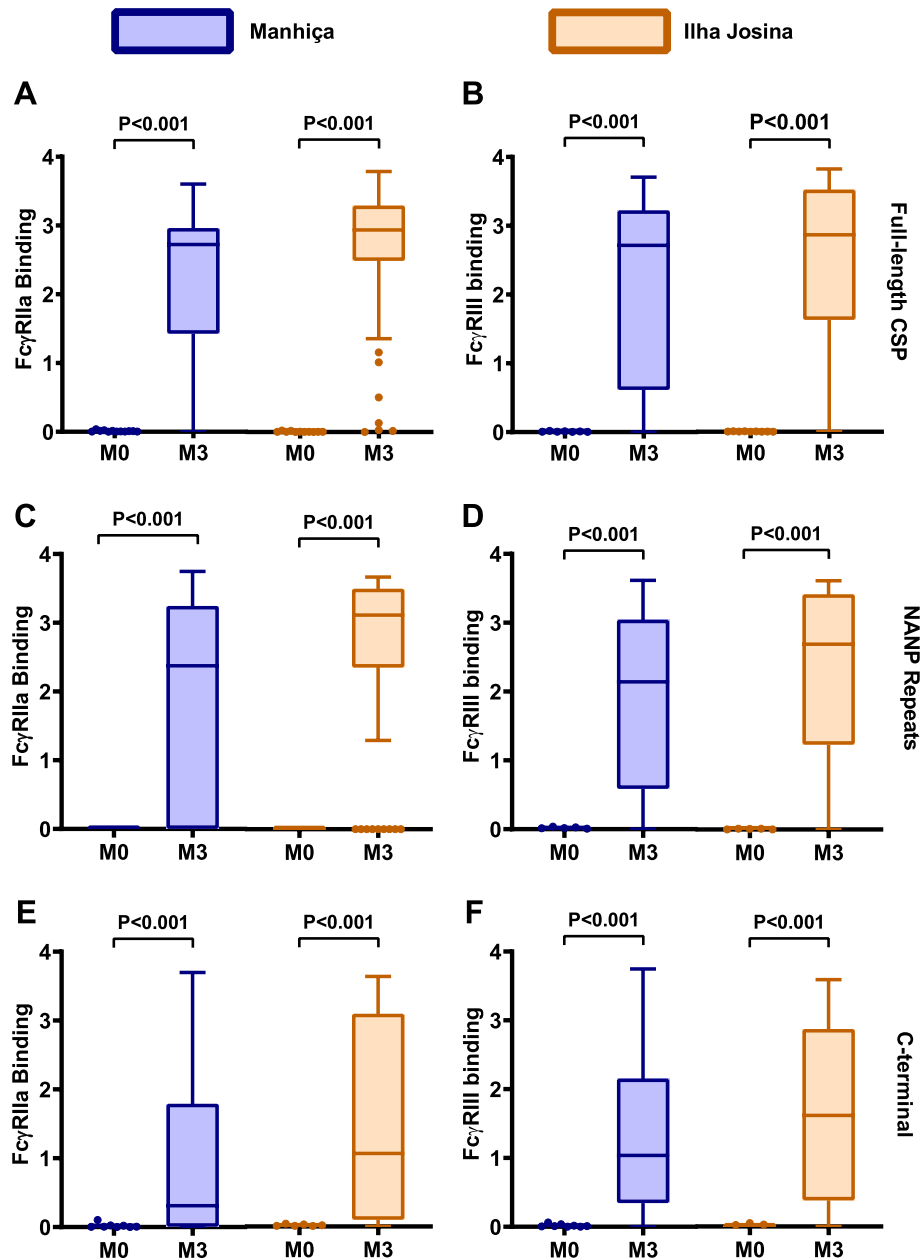 Manhiça
Ilha Josina
A
B
P<0.001
P<0.001
P<0.001
P<0.001
4
3
2
1
0
FcγRIIa Binding
M0
M3
M0
M3
4
3
2
1
0
FcγRIII binding
M0
M3
M0
M3
Full-length CSP
C
D
P<0.001
P<0.001
P<0.001
P<0.001
4
3
2
1
0
FcγRIIa Binding
M0
M3
M0
M3
4
3
2
1
0
FcγRIII binding
M0
M3
M0
M3
NANP Repeats
E
F
P<0.001
P<0.001
P<0.001
P<0.001
4
3
2
1
0
FcγRIIa Binding
M0
M3
M0
M3
4
3
2
1
0
FcγRIII binding
M0
M3
M0
M3
C-terminal